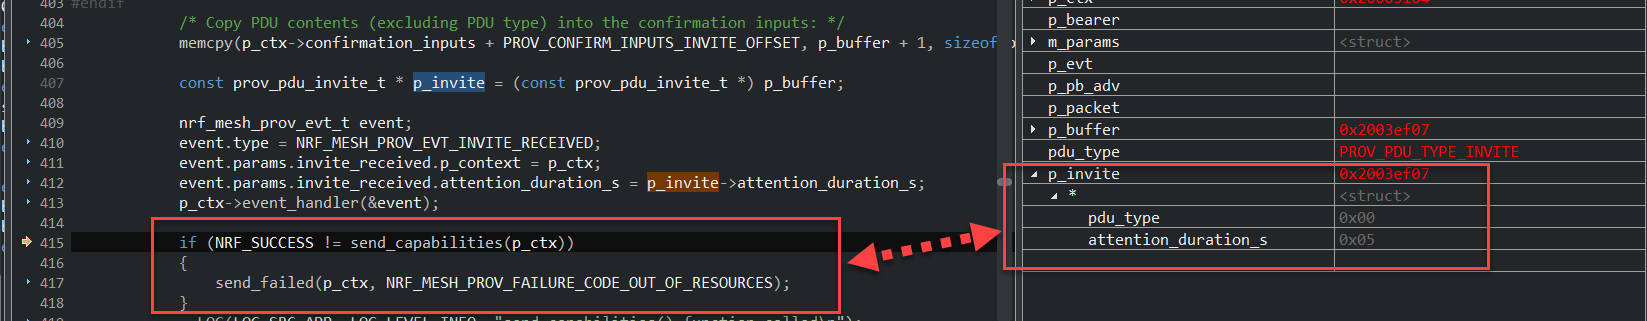 403 #endif
404 /* Copy PDU contents (excluding PDU type) into the confirmation inputs: */
405 memcpy(p_ctx->confirmation_inputs + PROV_CONFIRM_INPUTS_INVITE_OFFSET, p_buffer + 1, sizeof
406
407 const prov_pdu_invite_t * p_invite = (const prov_pdu_invite_t *) p_buffer;
408
409 nrf_mesh_prov_evt_t event;
410 event.type = NRF_MESH_PROV_EVT_INVITE_RECEIVED;
411 event.params.invite_received.p_context = p_ctx;
412 event.params.invite_received.attention_duration_s = p_invite->attention_duration_s;
413 p_ctx->event_handler(&event);
414
415 if (NRF_SUCCESS != send_capabilities(p_ctx))
416 {
417 send_failed(p_ctx, NRF_MESH_PROV_FAILURE_CODE_OUT_OF_RESOURCES);
418 }
p_bearer
m_params <struct>
p_evt
p_pb_adv
p_packet
p_buffer 0x2003ef07
pdu_type PROV_PDU_TYPE_INVITE
p_invite 0x2003ef07
* <struct>
pdu_type 0x00
attention_duration_s 0x05